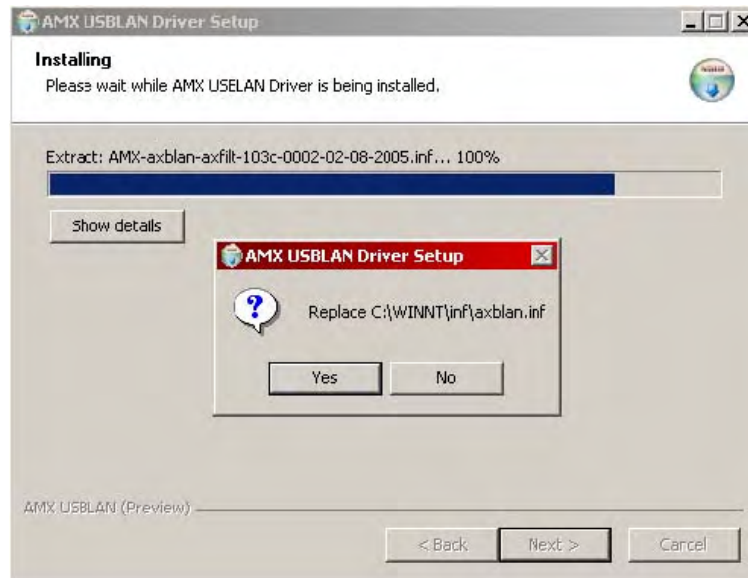 AMX USBLAN Driver Setup
Installing
Please wait while AMX USELAN Driver is being installed.
Extract: AMX-axblan-axfilt-103c-0002-02-08-2005.inf... 100%
Show details
AMX USBLAN Driver Setup
Replace C:\WINNT\inf\axblan.inf
Yes
No
AMX USBLAN (Preview)
< Back
Next >
Cancel